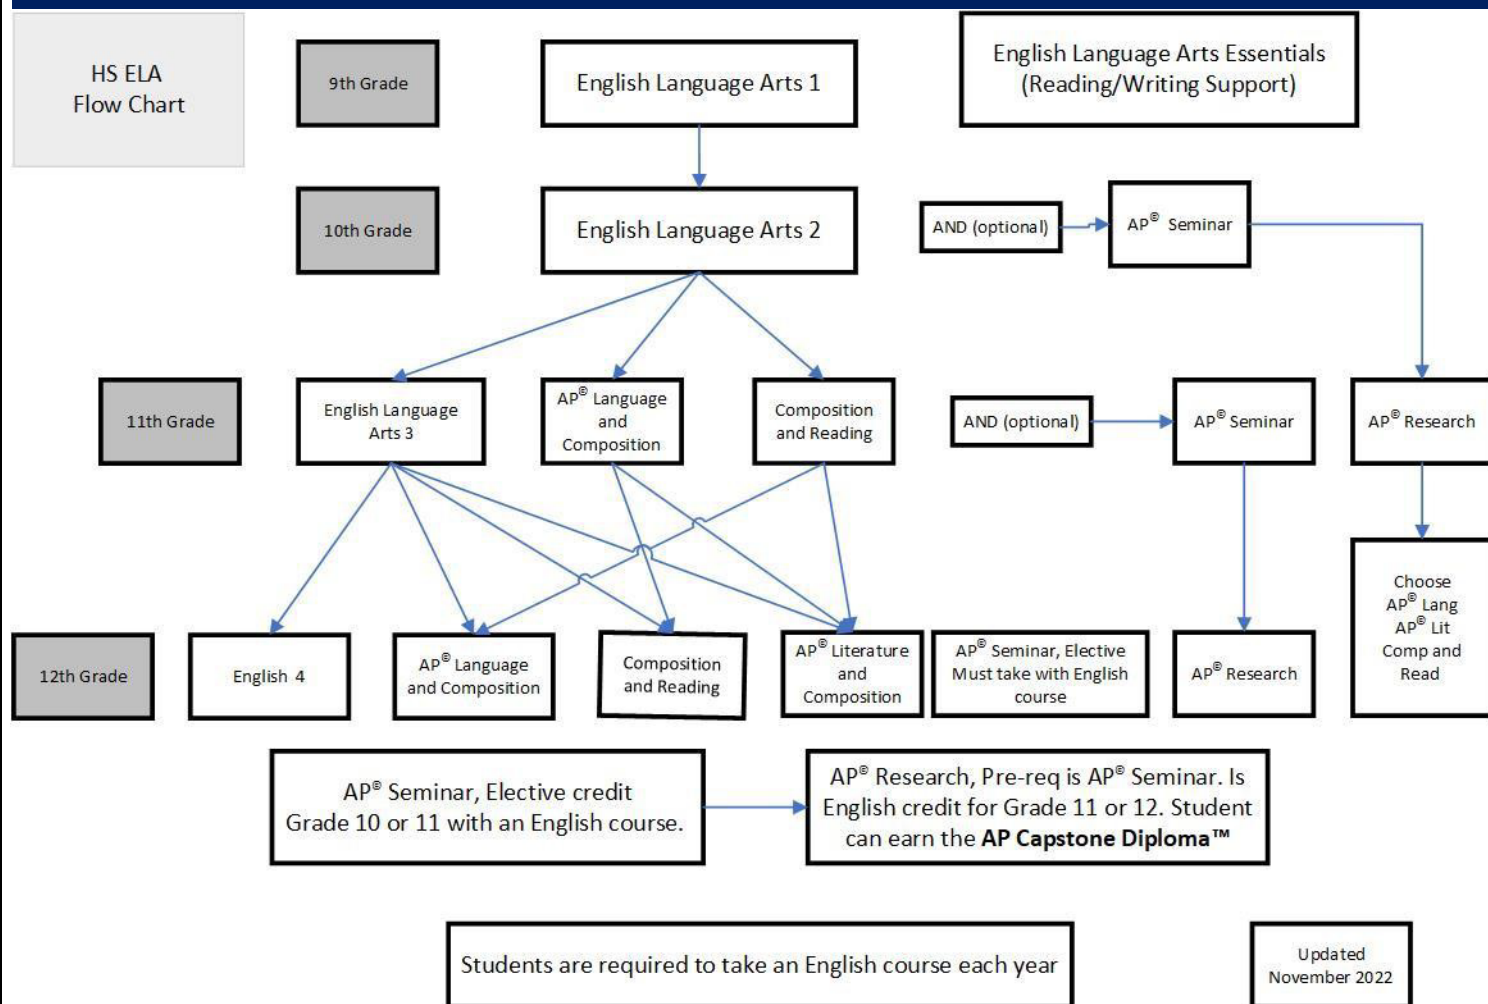 HS ELA
Flow Chart
9th Grade
English Language Arts 1
English Language Arts Essentials
(Reading/Writing Support)
10th Grade
English Language Arts 2
AND (optional)
AP® Seminar
11th Grade
English Language
Arts 3
AP® Language
and
Composition
Composition
and Reading
AND (optional)
AP® Seminar
AP® Research
12th Grade
English 4
AP® Language
and Composition
Composition
and Reading
AP® Literature
and
Composition
AP® Seminar, Elective
Must take with English
course
AP® Research
Choose
AP® Lang
AP® Lit
Comp and
Read
AP® Seminar, Elective credit
Grade 10 or 11 with an English course.
AP® Research, Pre-req is AP® Seminar. Is
English credit for Grade 11 or 12. Student
can earn the AP Capstone Diploma™
Students are required to take an English course each year
Updated
November 2022